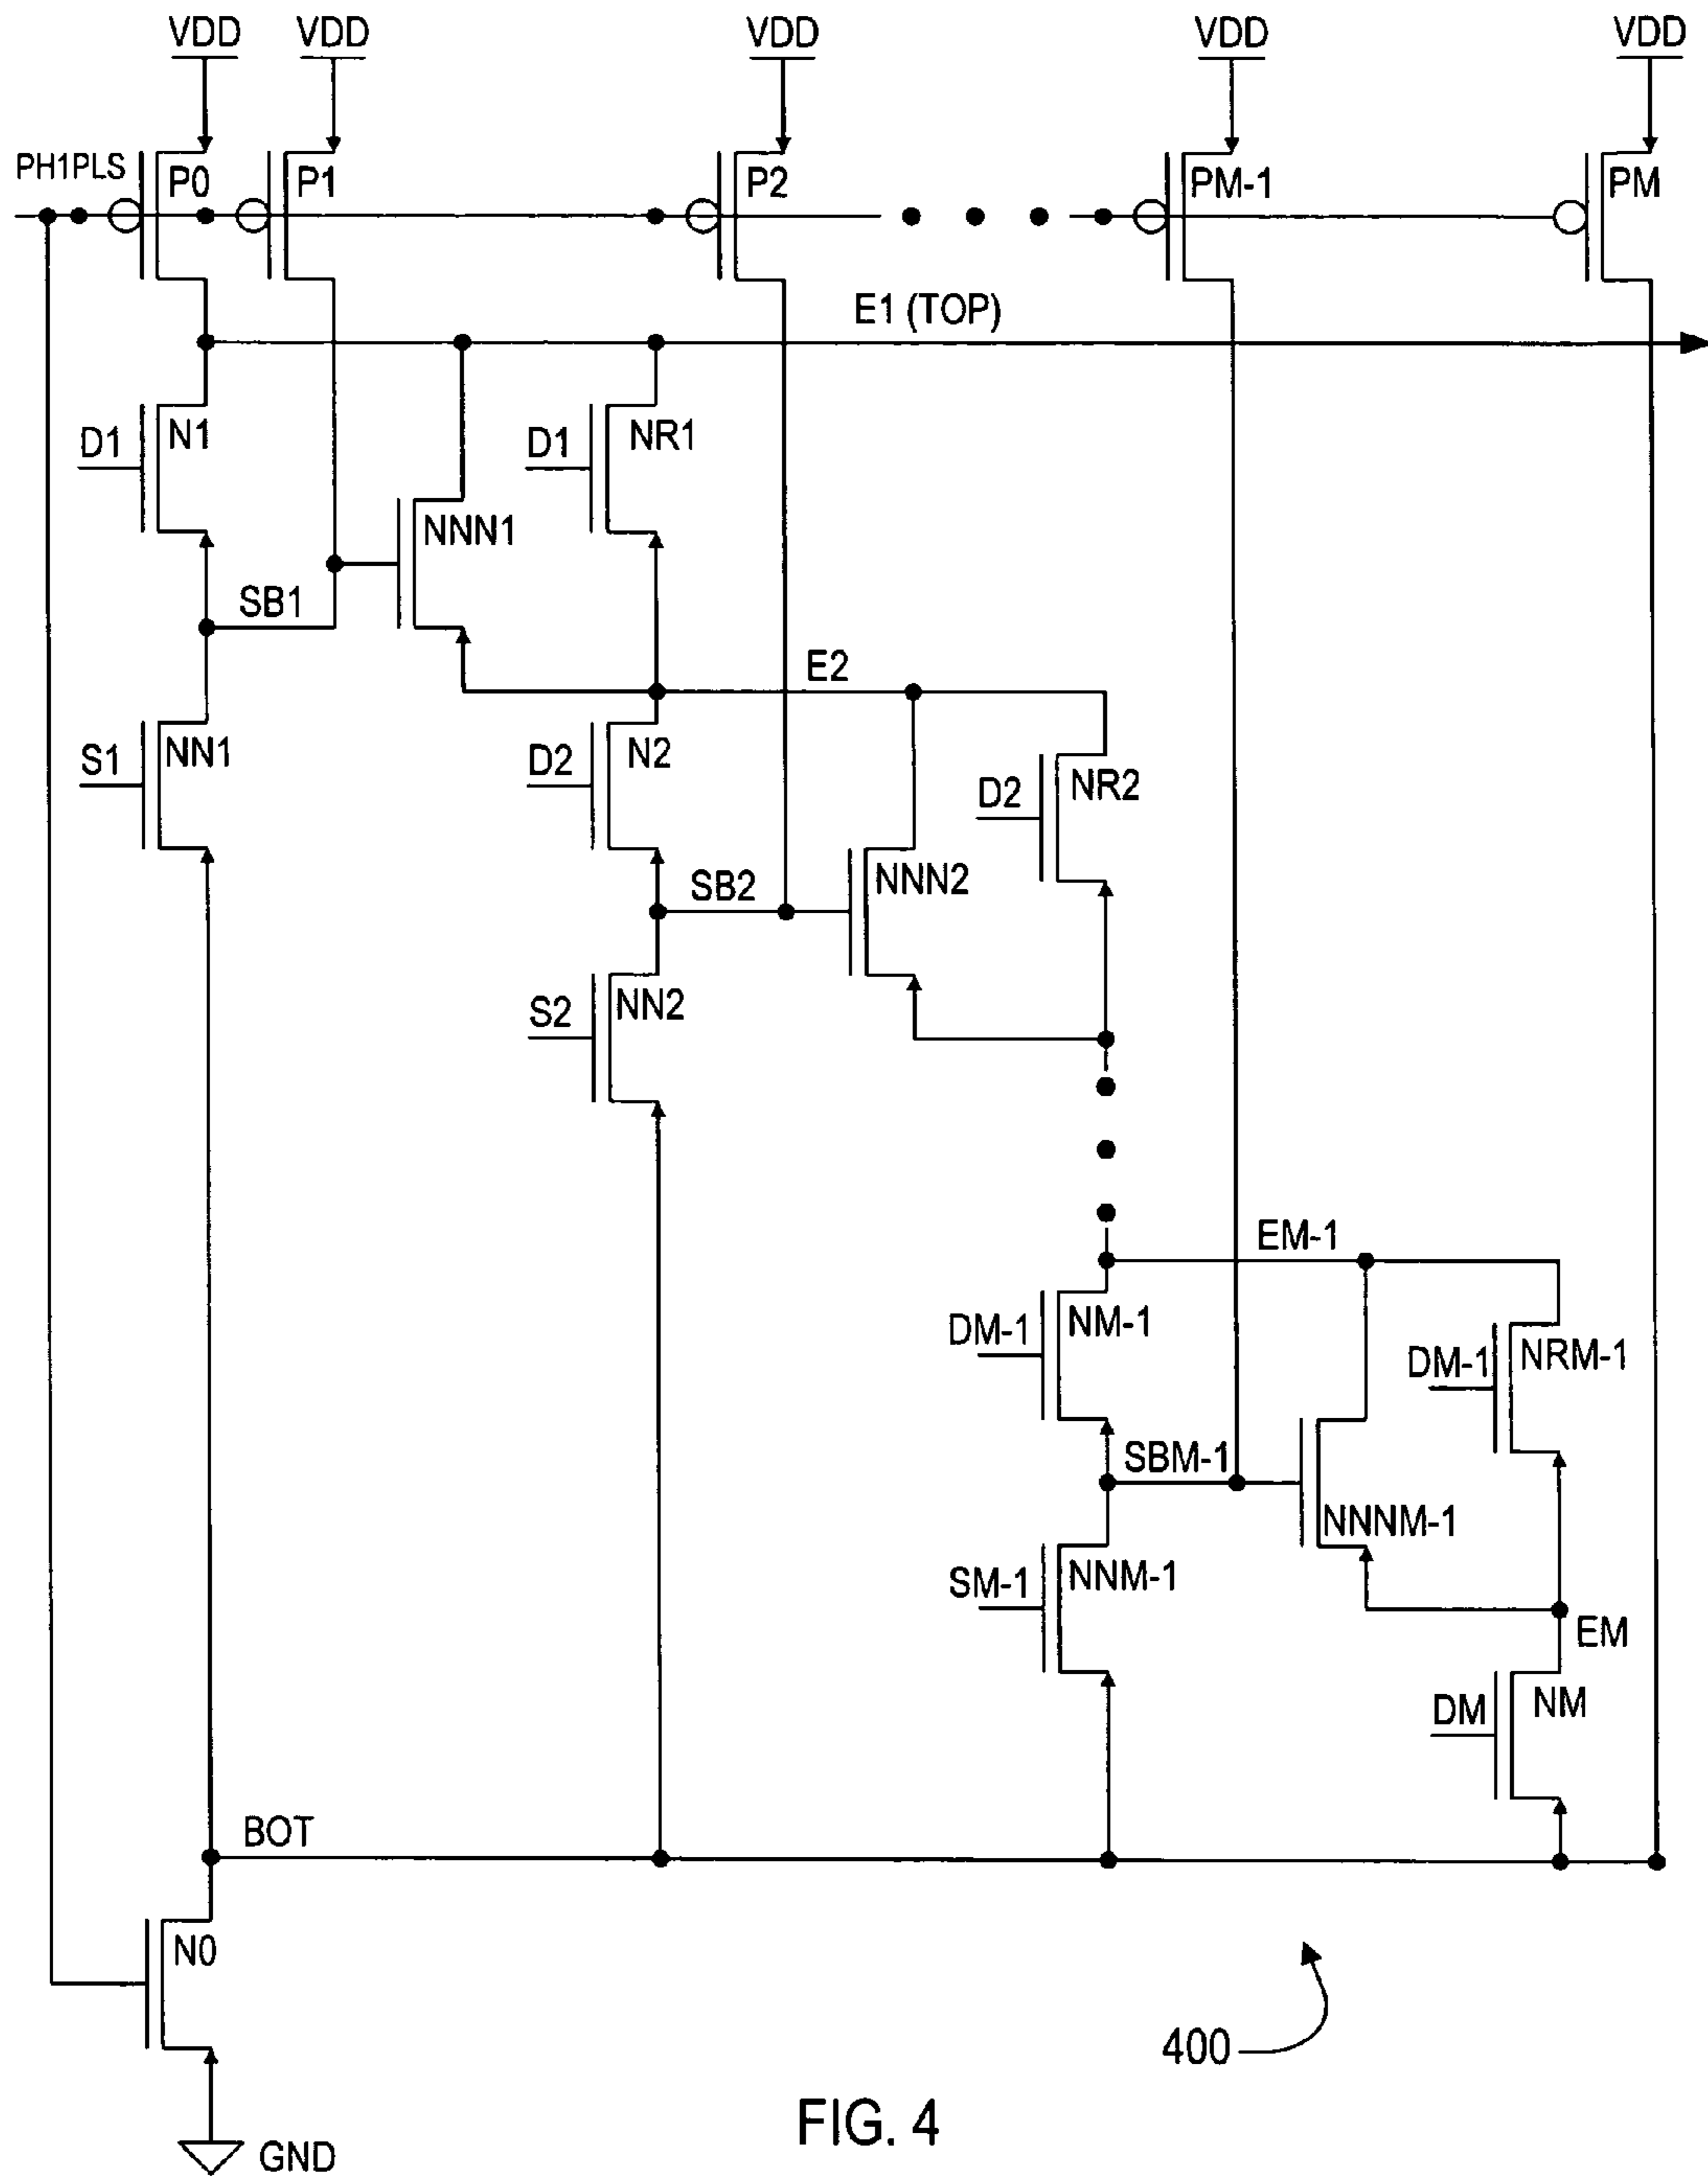 VDD VDD VDD VDD VDD
PH1PLS P0 P1 P2 PM-1 PM
E1 (TOP)
D1 N1 D1 NR1
NNN1
SB1
E2
S1 NN1 D2 N2 D2 NR2
SB2 NNN2
S2 NN2
EM-1
DM-1 NM-1 DM-1 NRM-1
SBM-1
NNNM-1
SM-1 NNM-1
EM
DM NM
BOT
N0
400
FIG. 4
GND